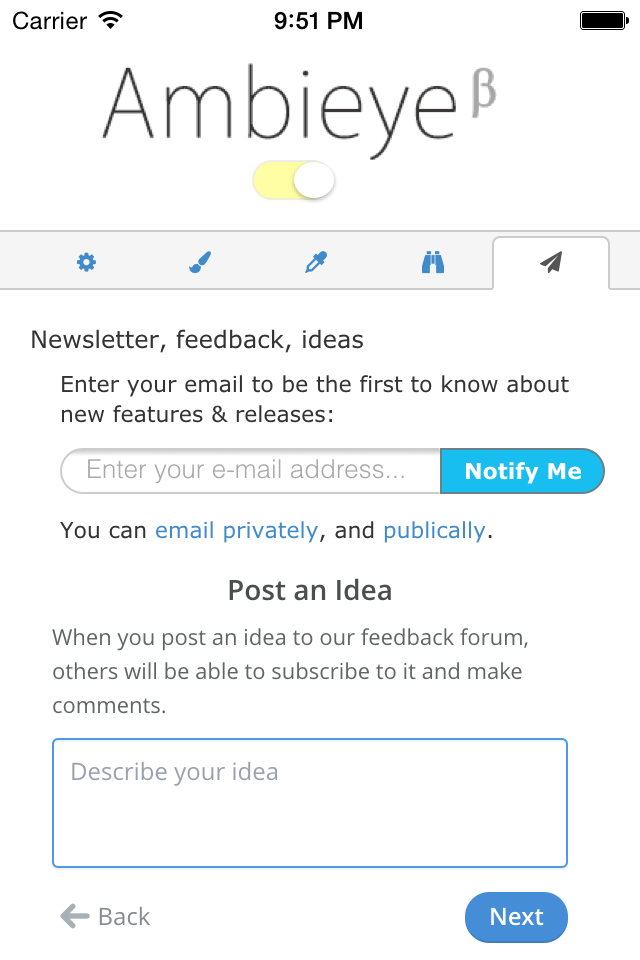 Carrier 9:51 PM
Ambieye β
Newsletter, feedback, ideas
Enter your email to be the first to know about
new features & releases:
Enter your e-mail address... Notify Me
You can email privately, and publically.
Post an Idea
When you post an idea to our feedback forum,
others will be able to subscribe to it and make
comments.
Describe your idea
Back Next